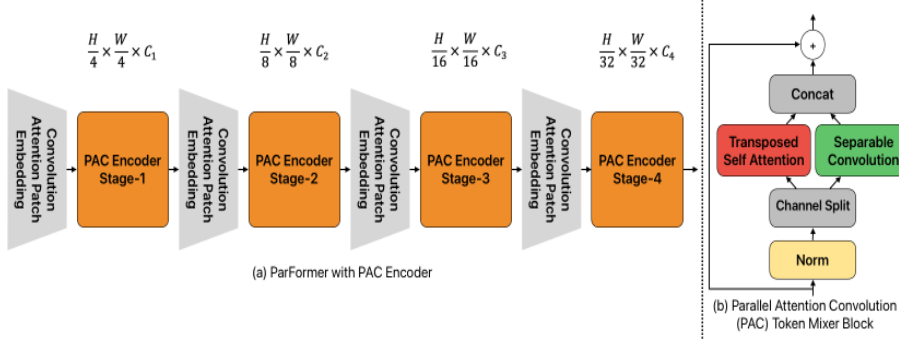 H/4 × W/4 × C₁
H/8 × W/8 × C₂
H/16 × W/16 × C₃
H/32 × W/32 × C₄
Convolution
Attention Patch
Embedding
PAC Encoder
Stage-1
Convolution
Attention Patch
Embedding
PAC Encoder
Stage-2
Convolution
Attention Patch
Embedding
PAC Encoder
Stage-3
Convolution
Attention Patch
Embedding
PAC Encoder
Stage-4
(a) ParFormer with PAC Encoder
+
Concat
Transposed
Self Attention
Separable
Convolution
Channel Split
Norm
(b) Parallel Attention Convolution
(PAC) Token Mixer Block